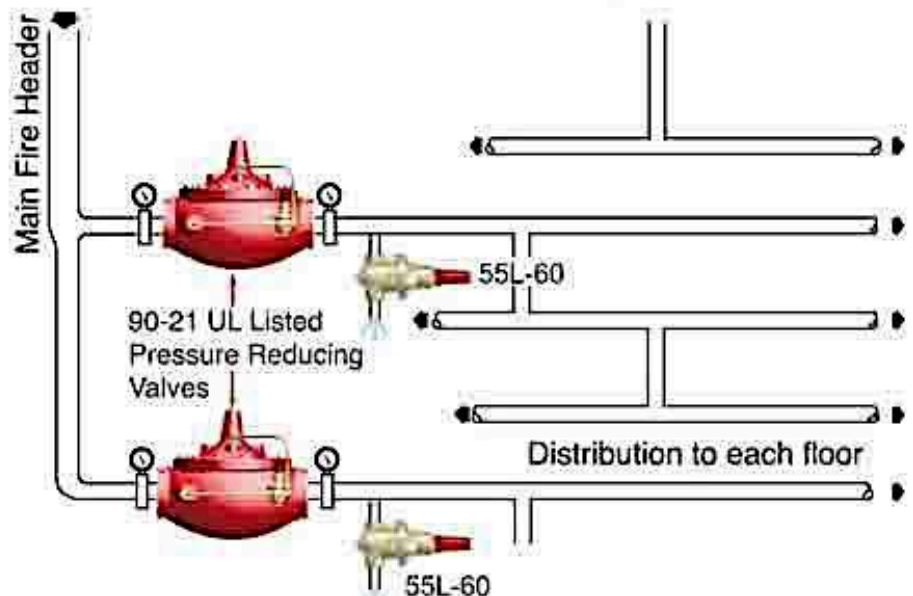 Main Fire Header
55L-60
90-21 UL Listed
Pressure Reducing
Valves
Distribution to each floor
55L-60